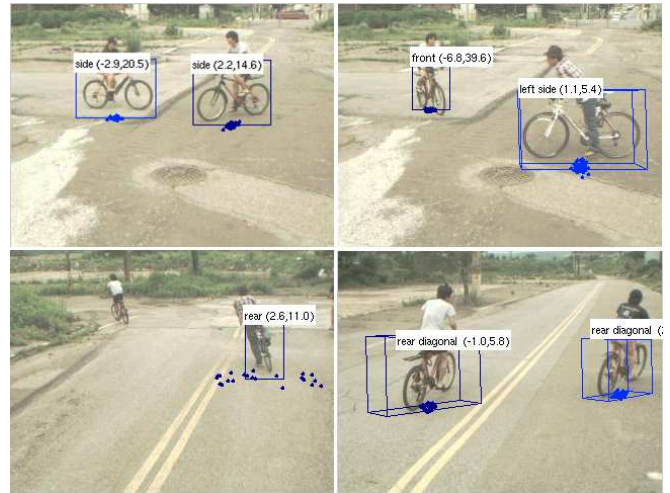 side (-2.9,20.5)
side (2.2,14.6)
front (-6.8,39.6)
left side (1.1,5.4)
rear (2.6,11.0)
rear diagonal (-1.0,5.8)
rear diagonal (2